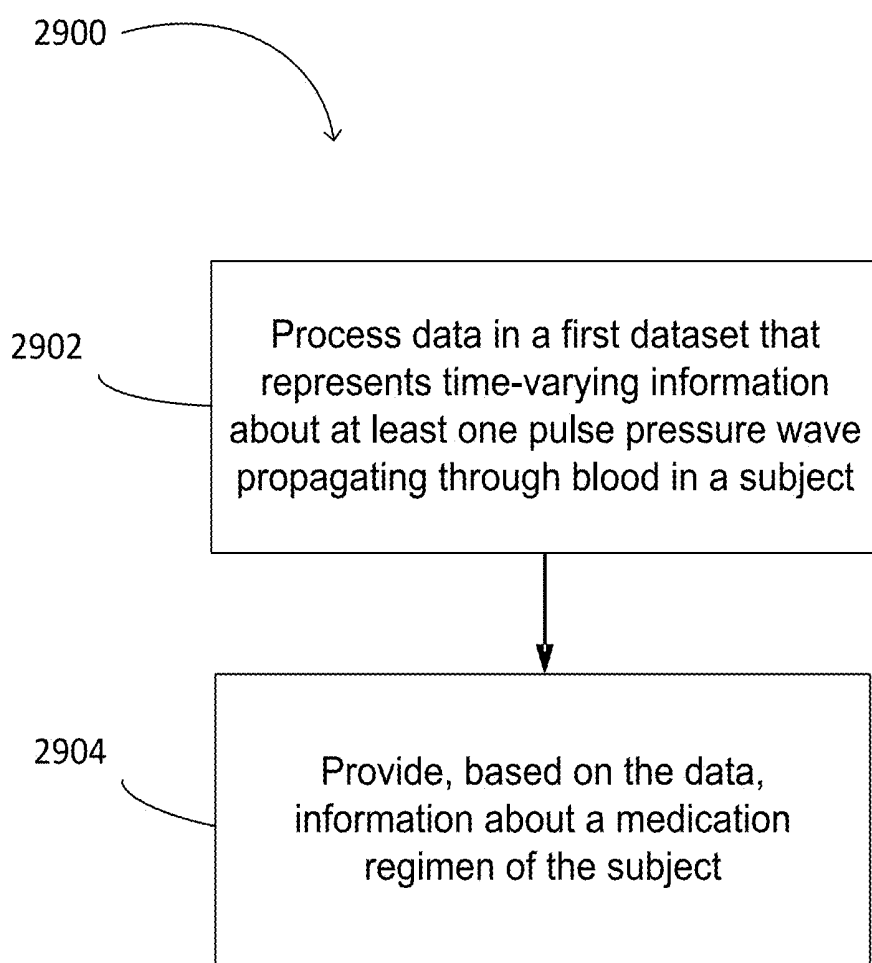 2900
2902
Process data in a first dataset that
represents time-varying information
about at least one pulse pressure wave
propagating through blood in a subject
2904
Provide, based on the data,
information about a medication
regimen of the subject